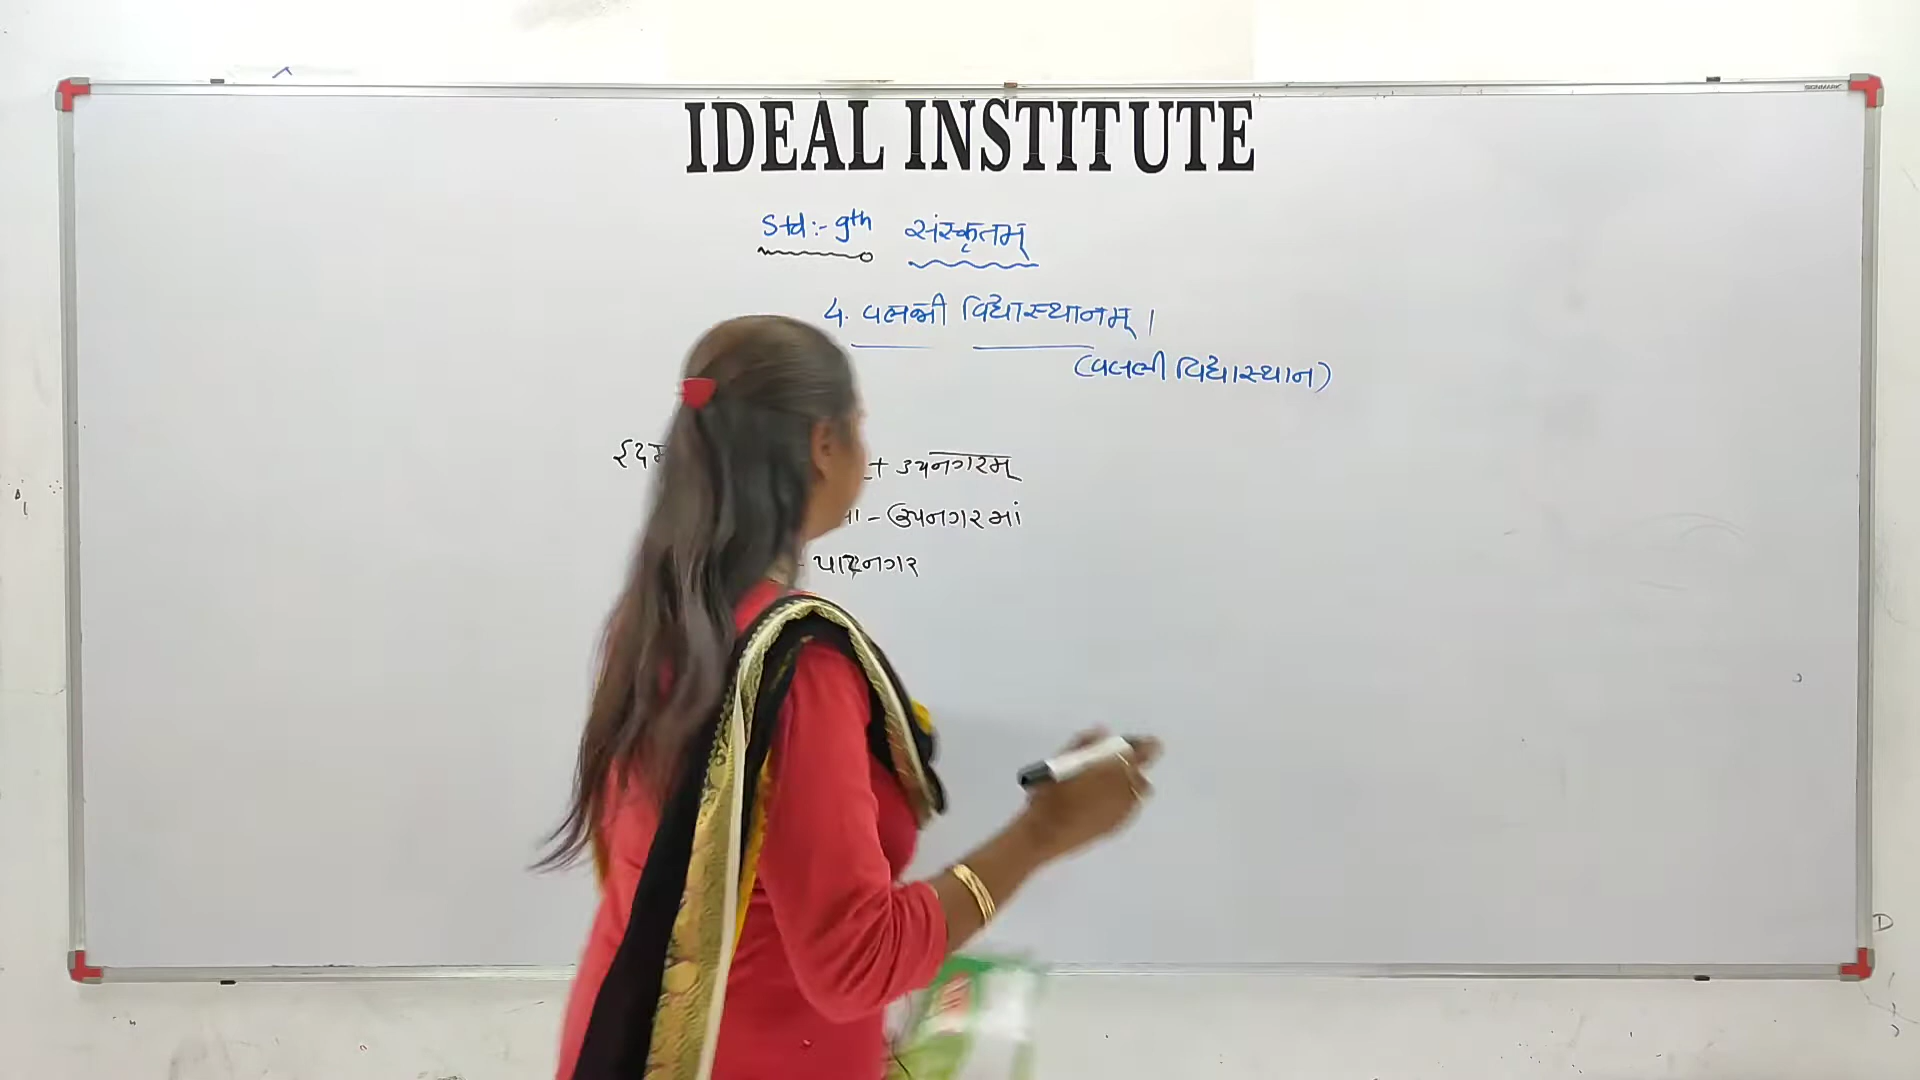 IDEAL INSTITUTE
Std:- 9th संस्कृतम्
4. वलभी विद्यास्थानम् ।
(વલભી વિદ્યાસ્થાન)
+ उपनगरम्
- ઉપનગરમાં
- પાટનગર